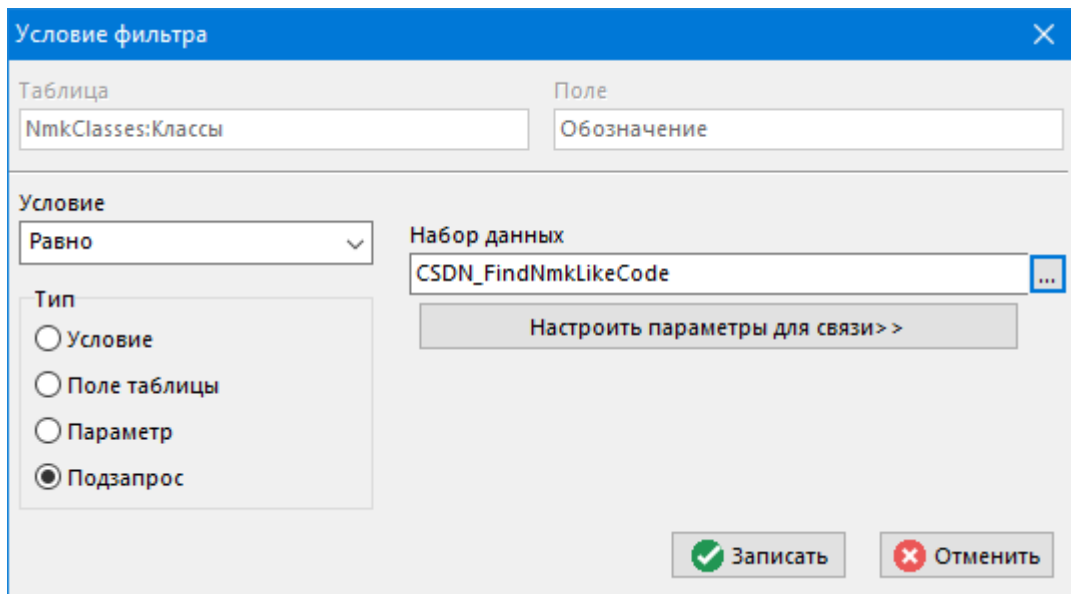 Условие фильтра
Таблица
Поле
NmkClasses:Классы
Обозначение
Условие
Равно
Набор данных
CSDN_FindNmkLikeCode
...
Настроить параметры для связи>>
Тип
Условие
Поле таблицы
Параметр
Подзапрос
Записать
Отменить